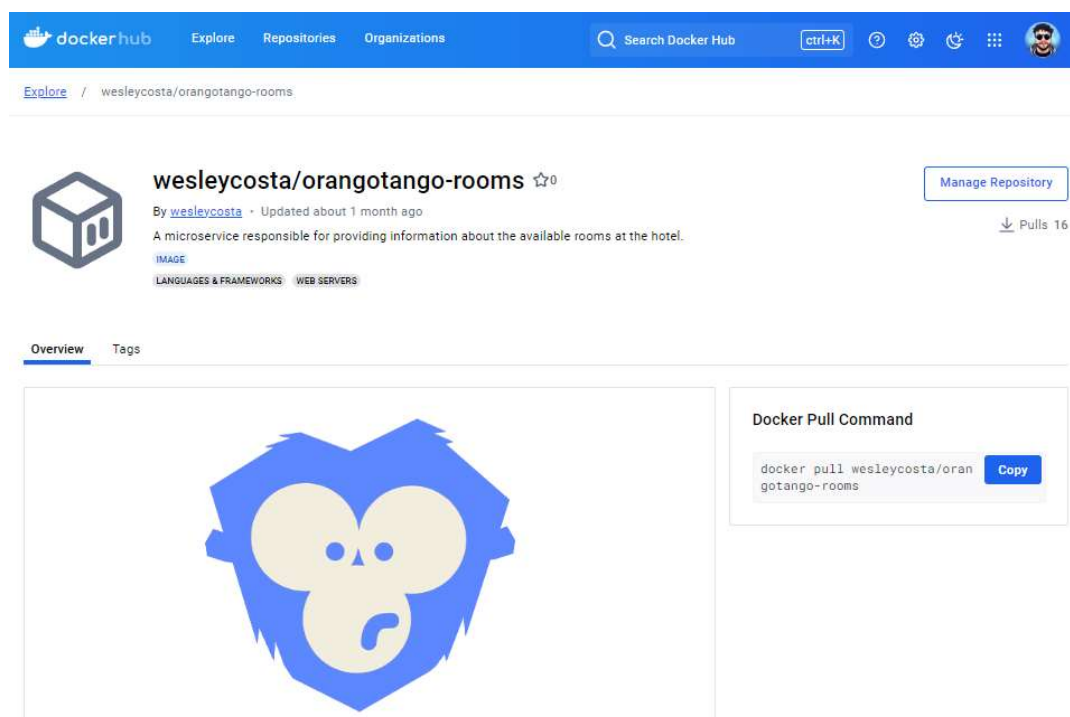 dockerhub Explore Repositories Organizations Search Docker Hub ctrl+K
Explore / wesleycosta/orangotango-rooms
wesleycosta/orangotango-rooms 0
Manage Repository
By wesleycosta · Updated about 1 month ago
Pulls 16
A microservice responsible for providing information about the available rooms at the hotel.
IMAGE
LANGUAGES & FRAMEWORKS WEB SERVERS
Overview Tags
Docker Pull Command
docker pull wesleycosta/oran
gotango-rooms
Copy